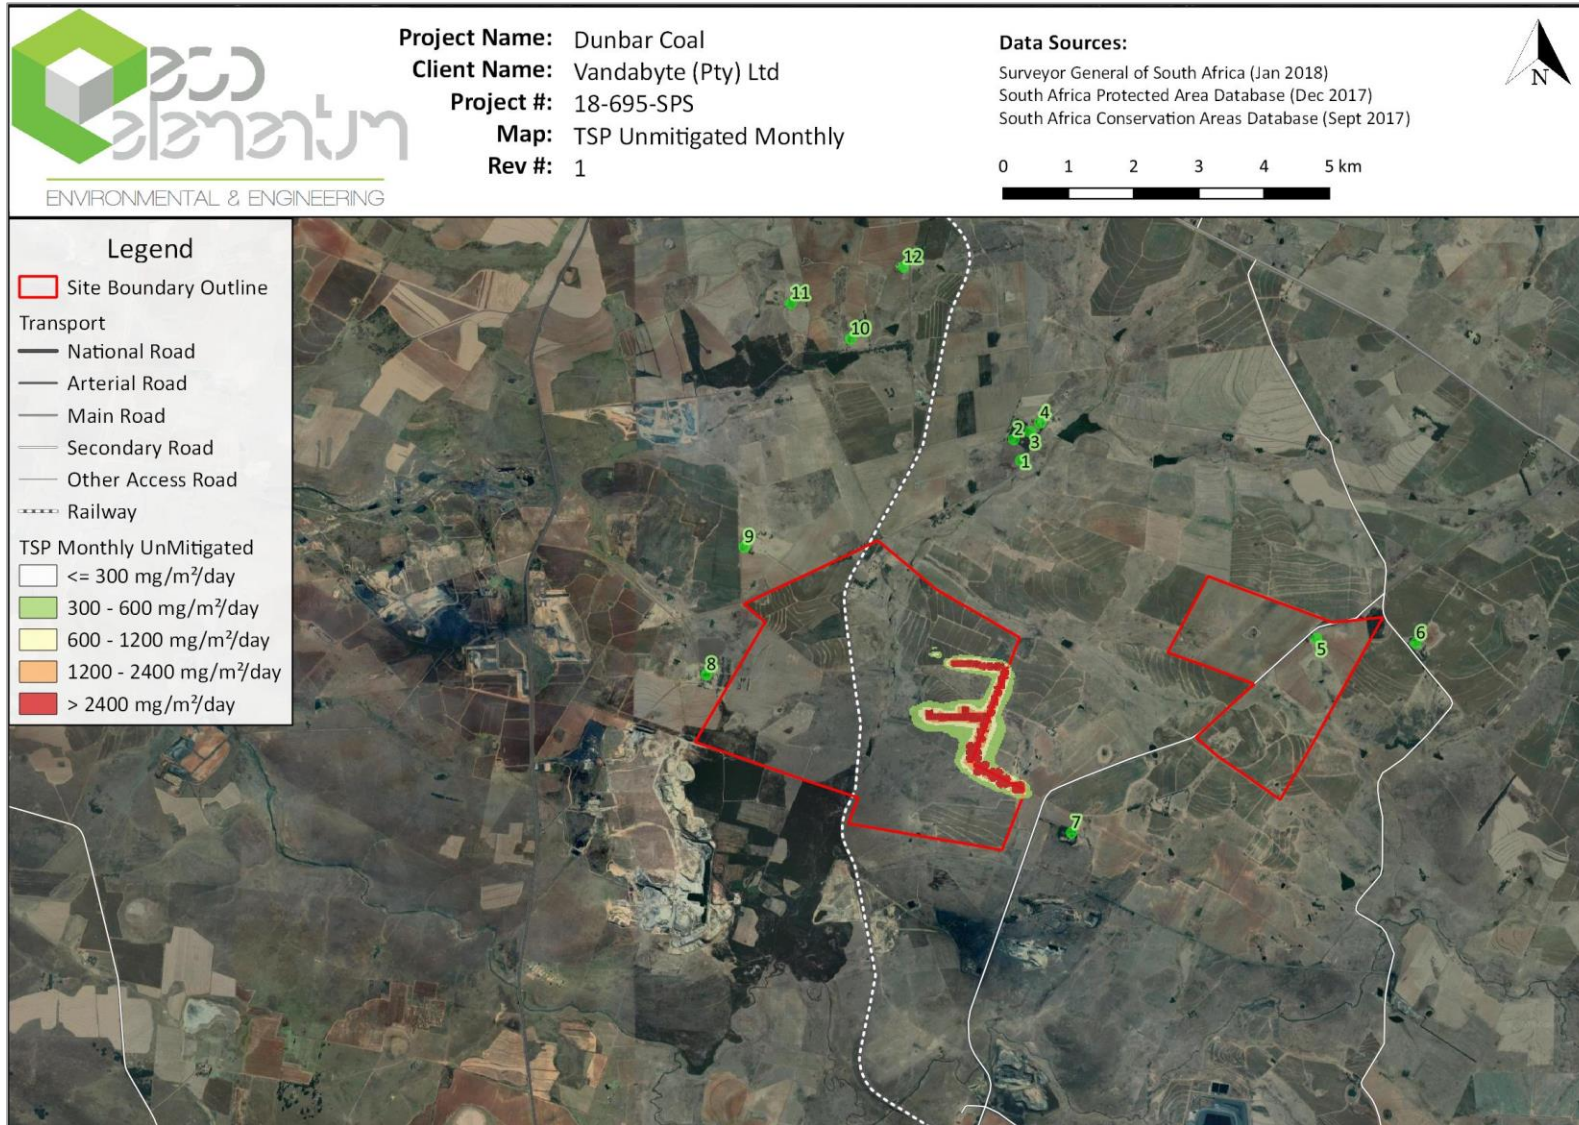 eco
elementum
ENVIRONMENTAL & ENGINEERING
Project Name: Dunbar Coal
Client Name: Vandabyte (Pty) Ltd
Project #: 18-695-SPS
Map: TSP Unmitigated Monthly
Rev #: 1
Data Sources:
Surveyor General of South Africa (Jan 2018)
South Africa Protected Area Database (Dec 2017)
South Africa Conservation Areas Database (Sept 2017)
0 1 2 3 4 5 km
N
Legend
Site Boundary Outline
Transport
National Road
Arterial Road
Main Road
Secondary Road
Other Access Road
Railway
TSP Monthly UnMitigated
<= 300 mg/m²/day
300 - 600 mg/m²/day
600 - 1200 mg/m²/day
1200 - 2400 mg/m²/day
> 2400 mg/m²/day
12
11
10
4
2
3
1
9
5
6
8
7